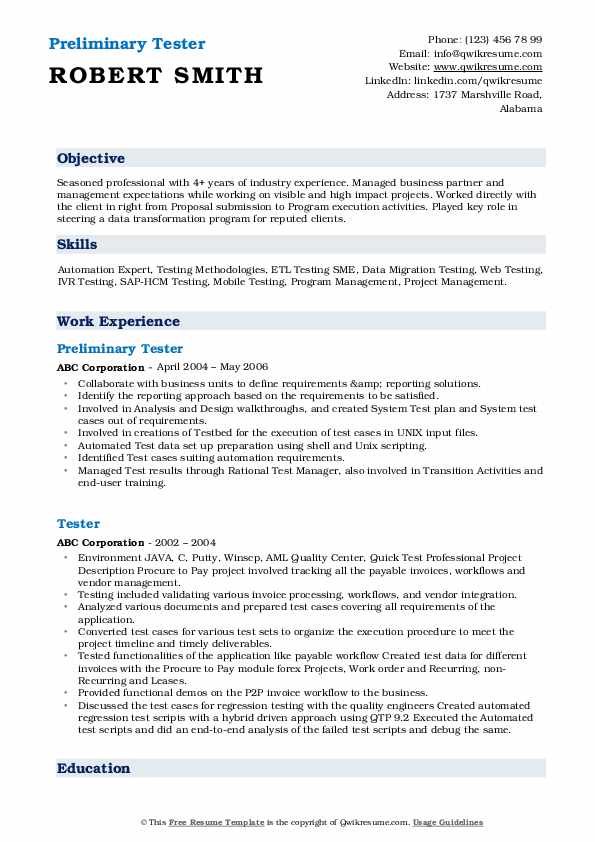 Preliminary Tester
ROBERT SMITH
Phone: (123) 456 78 99
Email: info@qwikresume.com
Website: www.qwikresume.com
LinkedIn: linkedin.com/qwikresume
Address: 1737 Marshville Road,
Alabama
Objective
Seasoned professional with 4+ years of industry experience. Managed business partner and
management expectations while working on visible and high impact projects. Worked directly with
the client in right from Proposal submission to Program execution activities. Played key role in
steering a data transformation program for reputed clients.
Skills
Automation Expert, Testing Methodologies, ETL Testing SME, Data Migration Testing, Web Testing,
IVR Testing, SAP-HCM Testing, Mobile Testing, Program Management, Project Management.
Work Experience
Preliminary Tester
ABC Corporation - April 2004 – May 2006
• Collaborate with business units to define requirements &amp; reporting solutions.
• Identify the reporting approach based on the requirements to be satisfied.
• Involved in Analysis and Design walkthroughs, and created System Test plan and System test
cases out of requirements.
• Involved in creations of Testbed for the execution of test cases in UNIX input files.
• Automated Test data set up preparation using shell and Unix scripting.
• Identified Test cases suiting automation requirements.
• Managed Test results through Rational Test Manager, also involved in Transition Activities and
end-user training.
Tester
ABC Corporation - 2002 – 2004
• Environment JAVA, C, Putty, Winscp, AML Quality Center, Quick Test Professional Project
Description Procure to Pay project involved tracking all the payable invoices, workflows and
vendor management.
• Testing included validating various invoice processing, workflows, and vendor integration.
• Analyzed various documents and prepared test cases covering all requirements of the
application.
• Converted test cases for various test sets to organize the execution procedure to meet the
project timeline and timely deliverables.
• Tested functionalities of the application like payable workflow Created test data for different
invoices with the Procure to Pay module forex Projects, Work order and Recurring, non-
Recurring and Leases.
• Provided functional demos on the P2P invoice workflow to the business.
• Discussed the test cases for regression testing with the quality engineers Created automated
regression test scripts with a hybrid driven approach using QTP 9.2 Executed the Automated
test scripts and did an end-to-end analysis of the failed test scripts and debug the same.
Education
© This Free Resume Template is the copyright of Qwikresume.com. Usage Guidelines